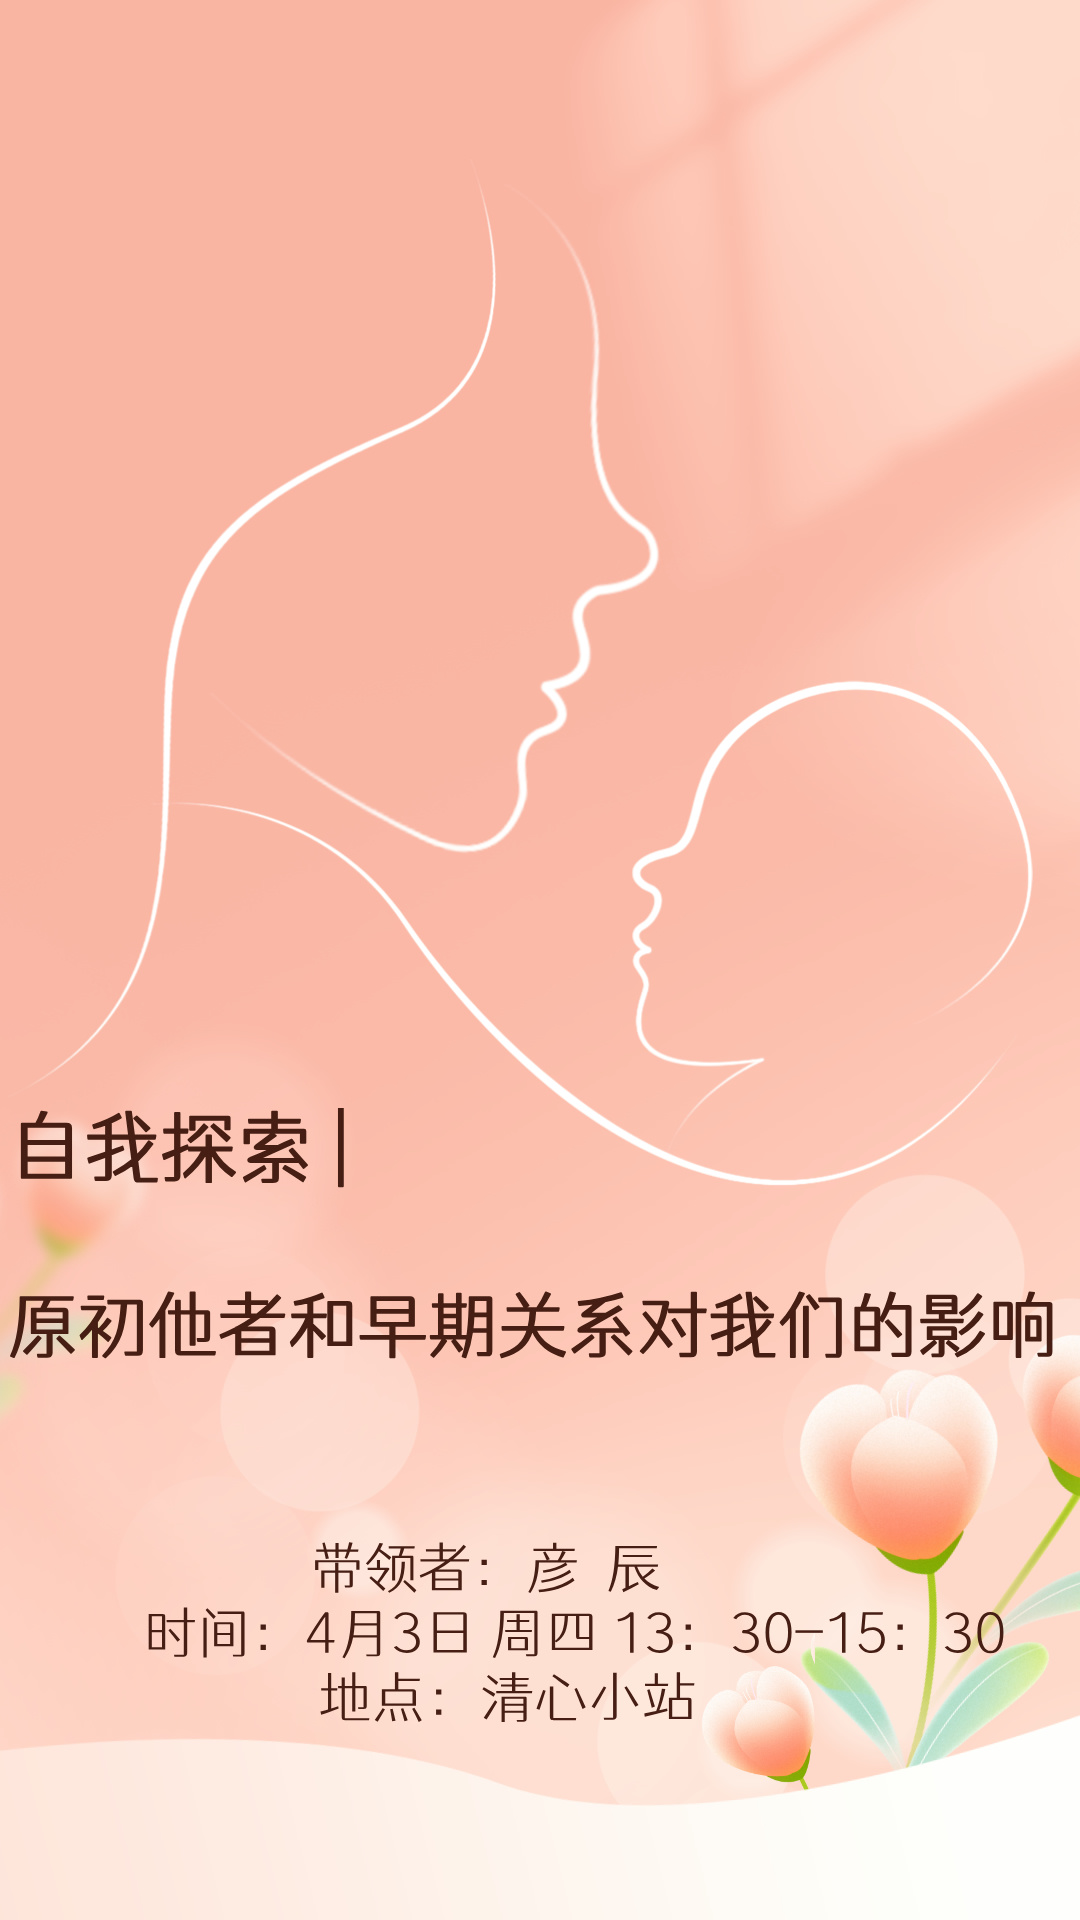 自我探索 |
原初他者和早期关系对我们的影响
带领者：彦 辰
时间：4月3日 周四 13：30-15：30
地点：清心小站